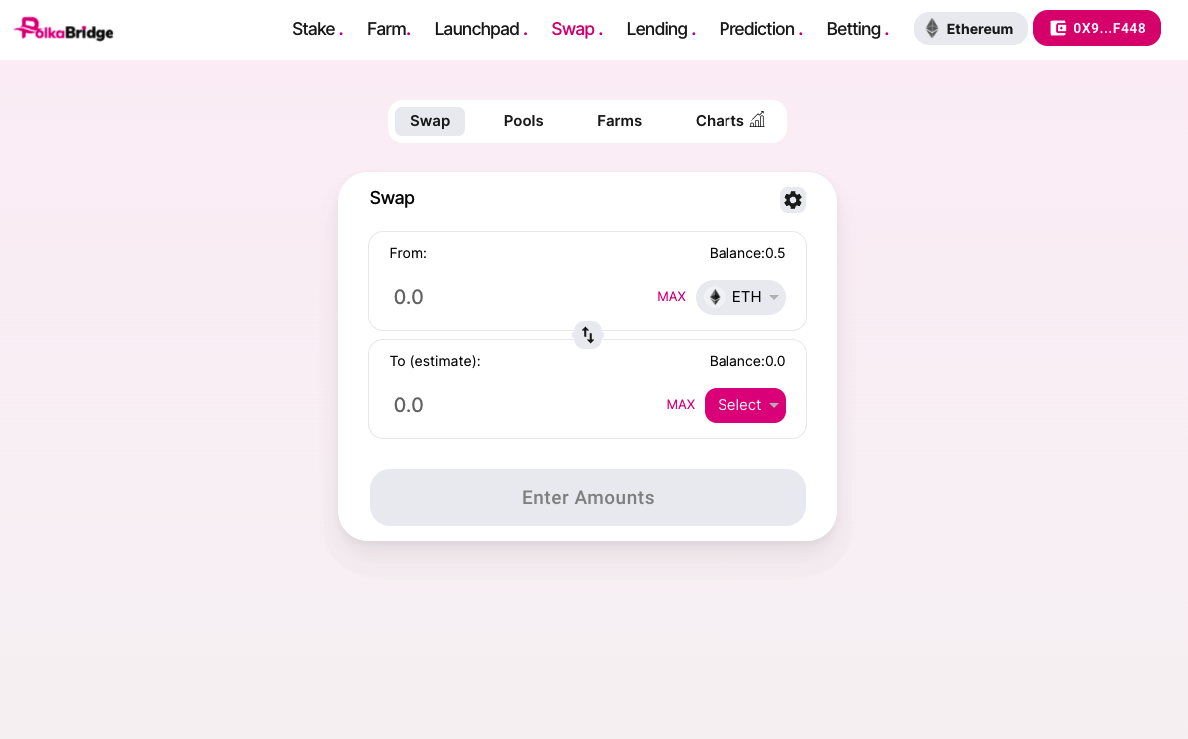 PolkaBridge
Stake . Farm. Launchpad . Swap . Lending . Prediction . Betting . Ethereum 0X9...F448
Swap Pools Farms Charts
Swap
From: Balance:0.5
0.0 MAX ETH
To (estimate): Balance:0.0
0.0 MAX Select
Enter Amounts